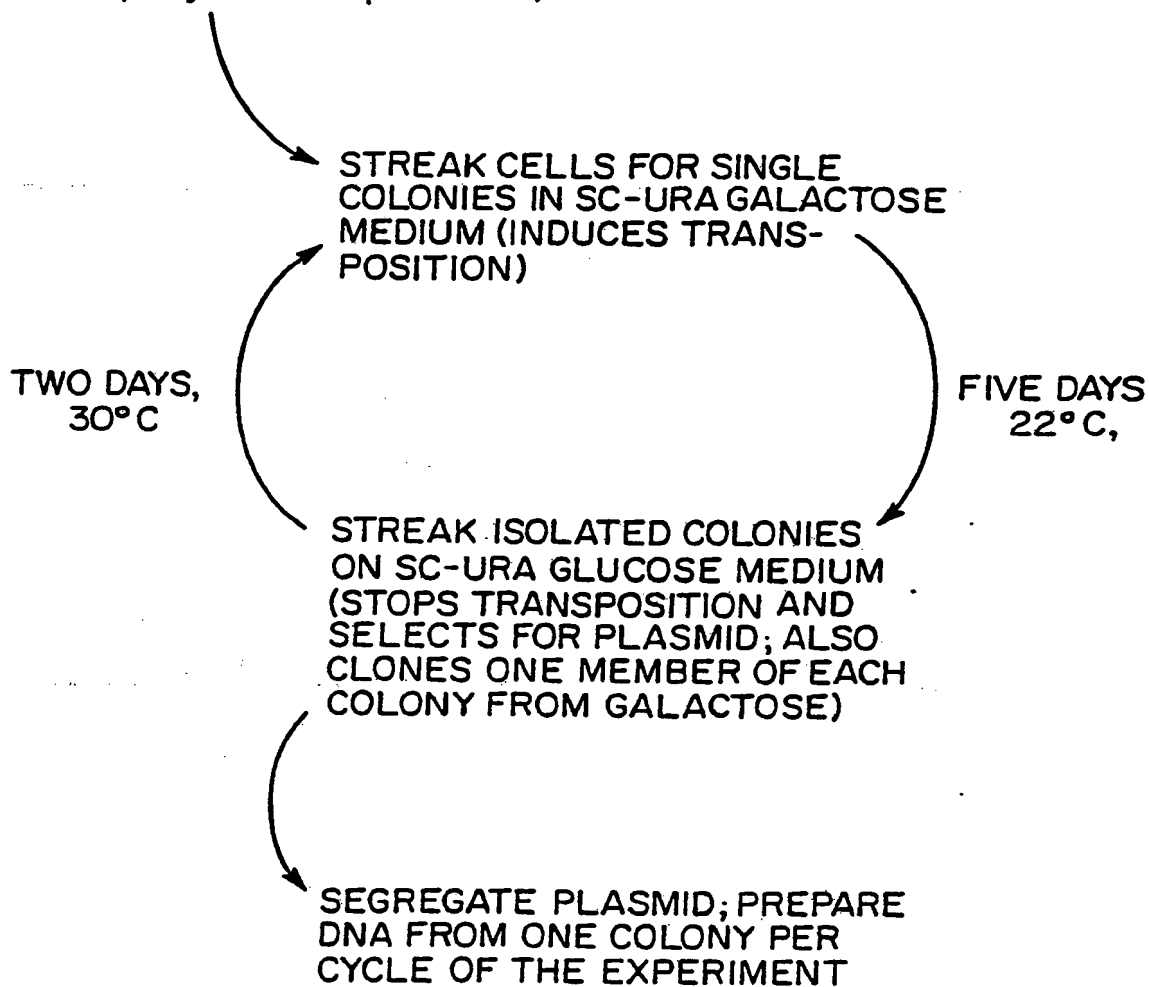 STREAK CELLS FOR SINGLE
COLONIES IN SC-URA GALACTOSE
MEDIUM (INDUCES TRANS-
POSITION)
TWO DAYS,
30°C
FIVE DAYS
22°C,
STREAK ISOLATED COLONIES
ON SC-URA GLUCOSE MEDIUM
(STOPS TRANSPOSITION AND
SELECTS FOR PLASMID; ALSO
CLONES ONE MEMBER OF EACH
COLONY FROM GALACTOSE)
SEGREGATE PLASMID; PREPARE
DNA FROM ONE COLONY PER
CYCLE OF THE EXPERIMENT